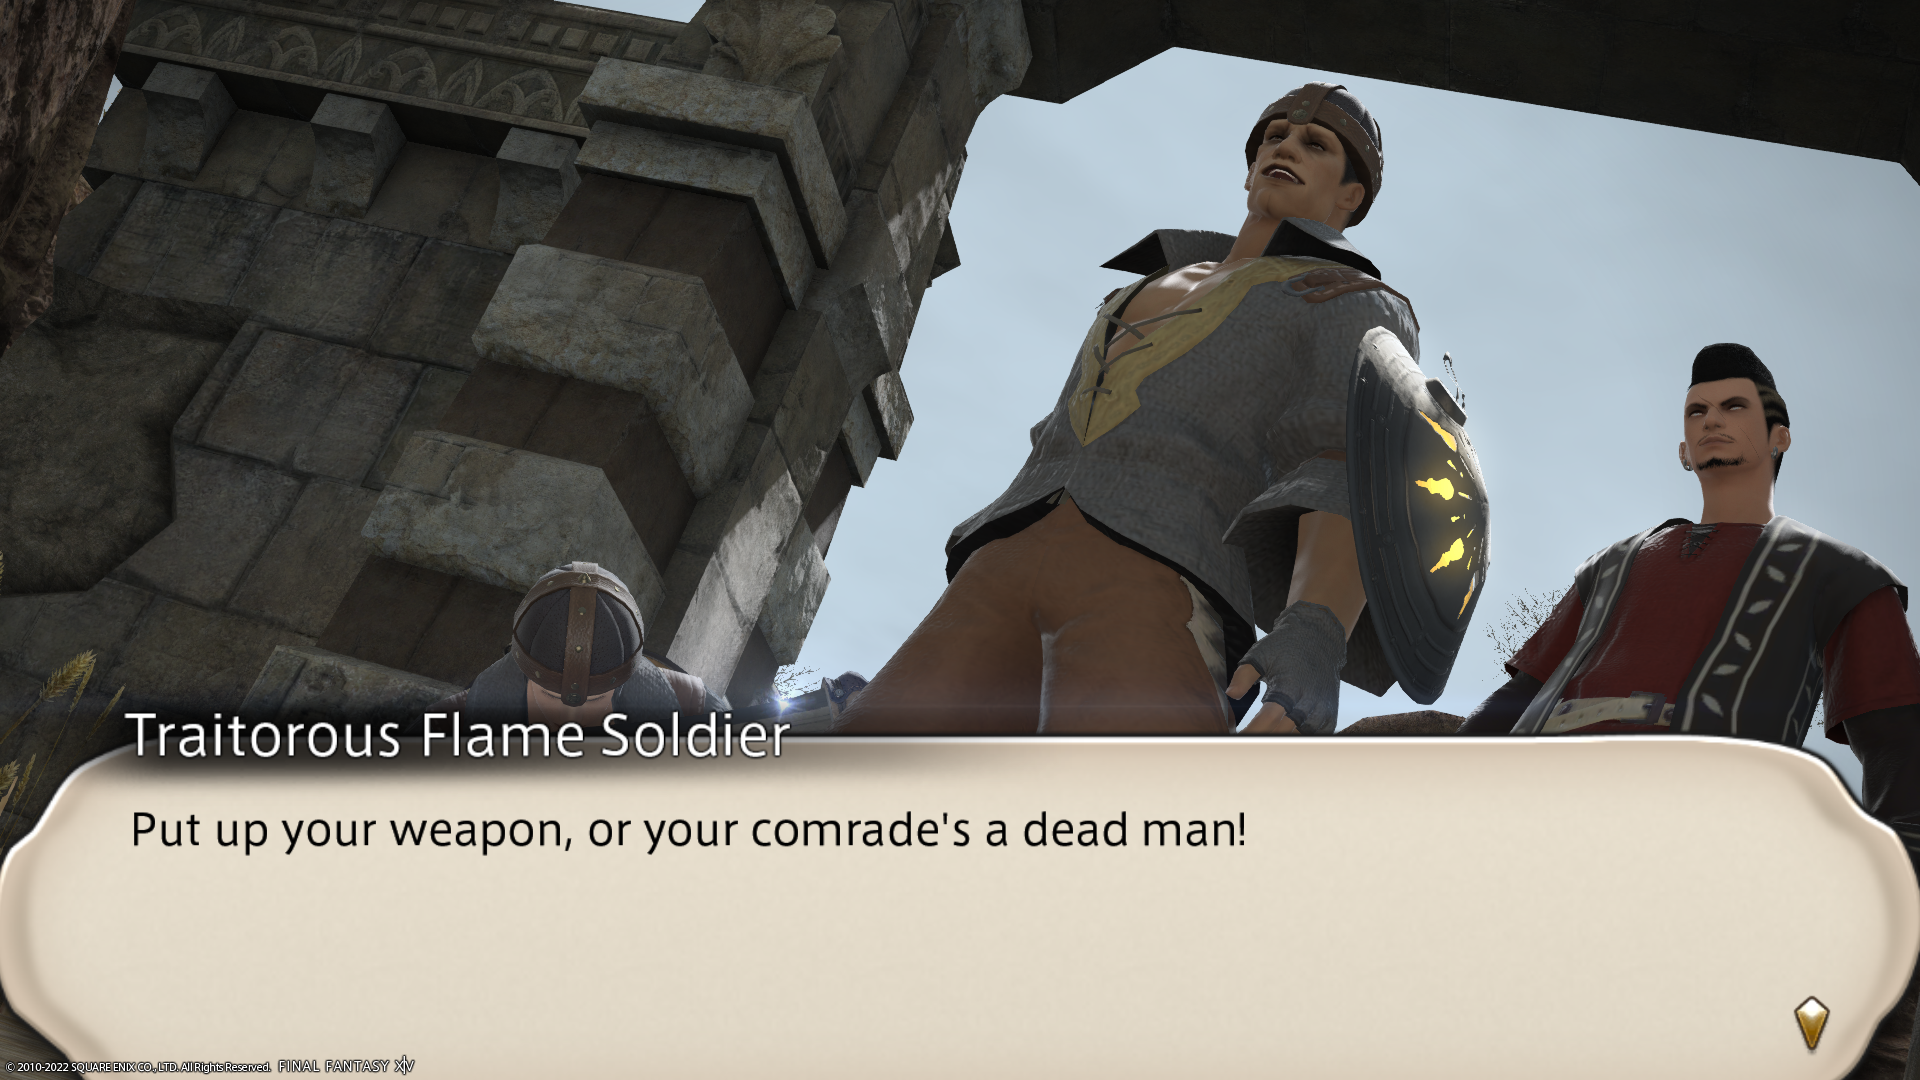 Traitorous Flame Soldier
Put up your weapon, or your comrade's a dead man!
© 2010-2022 SQUARE ENIX CO., LTD. All Rights Reserved. FINAL FANTASY XIV